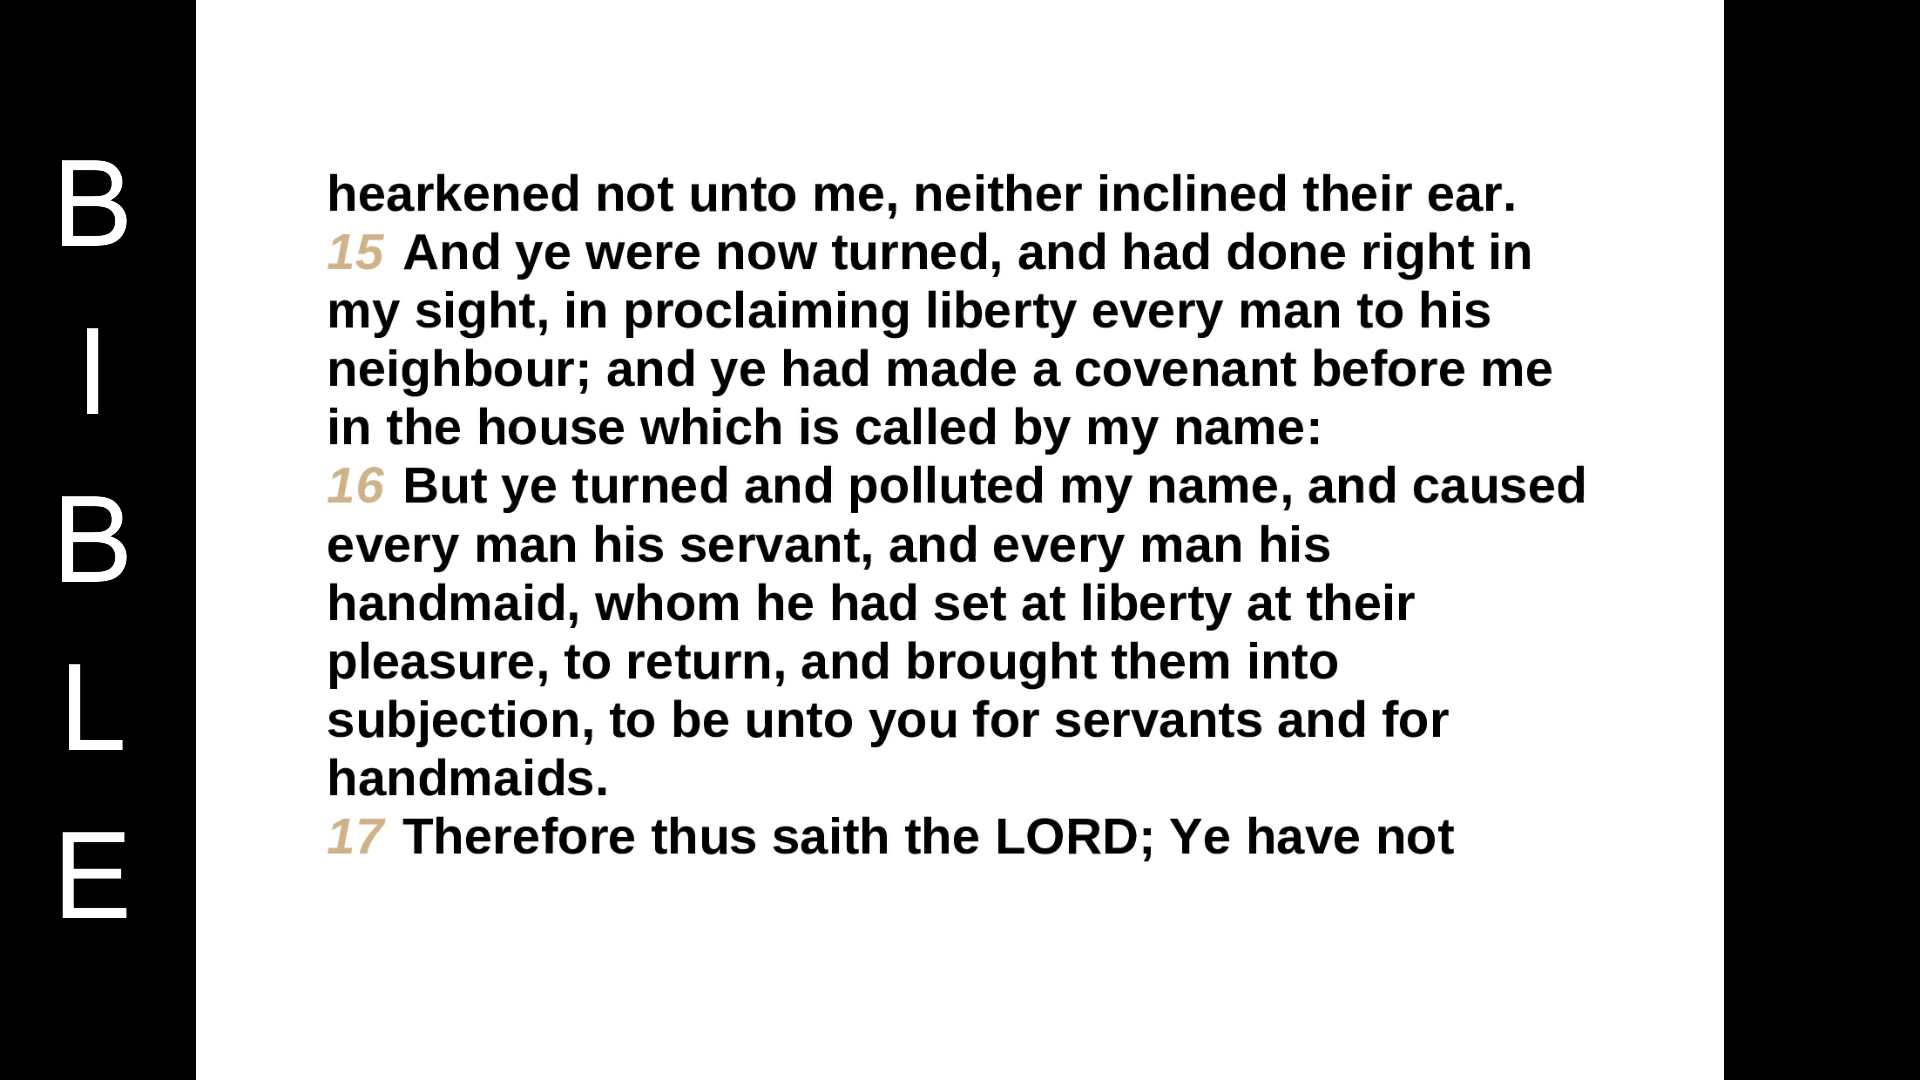 BIBLE
hearkened not unto me, neither inclined their ear.
15 And ye were now turned, and had done right in
my sight, in proclaiming liberty every man to his
neighbour; and ye had made a covenant before me
in the house which is called by my name:
16 But ye turned and polluted my name, and caused
every man his servant, and every man his
handmaid, whom he had set at liberty at their
pleasure, to return, and brought them into
subjection, to be unto you for servants and for
handmaids.
17 Therefore thus saith the LORD; Ye have not